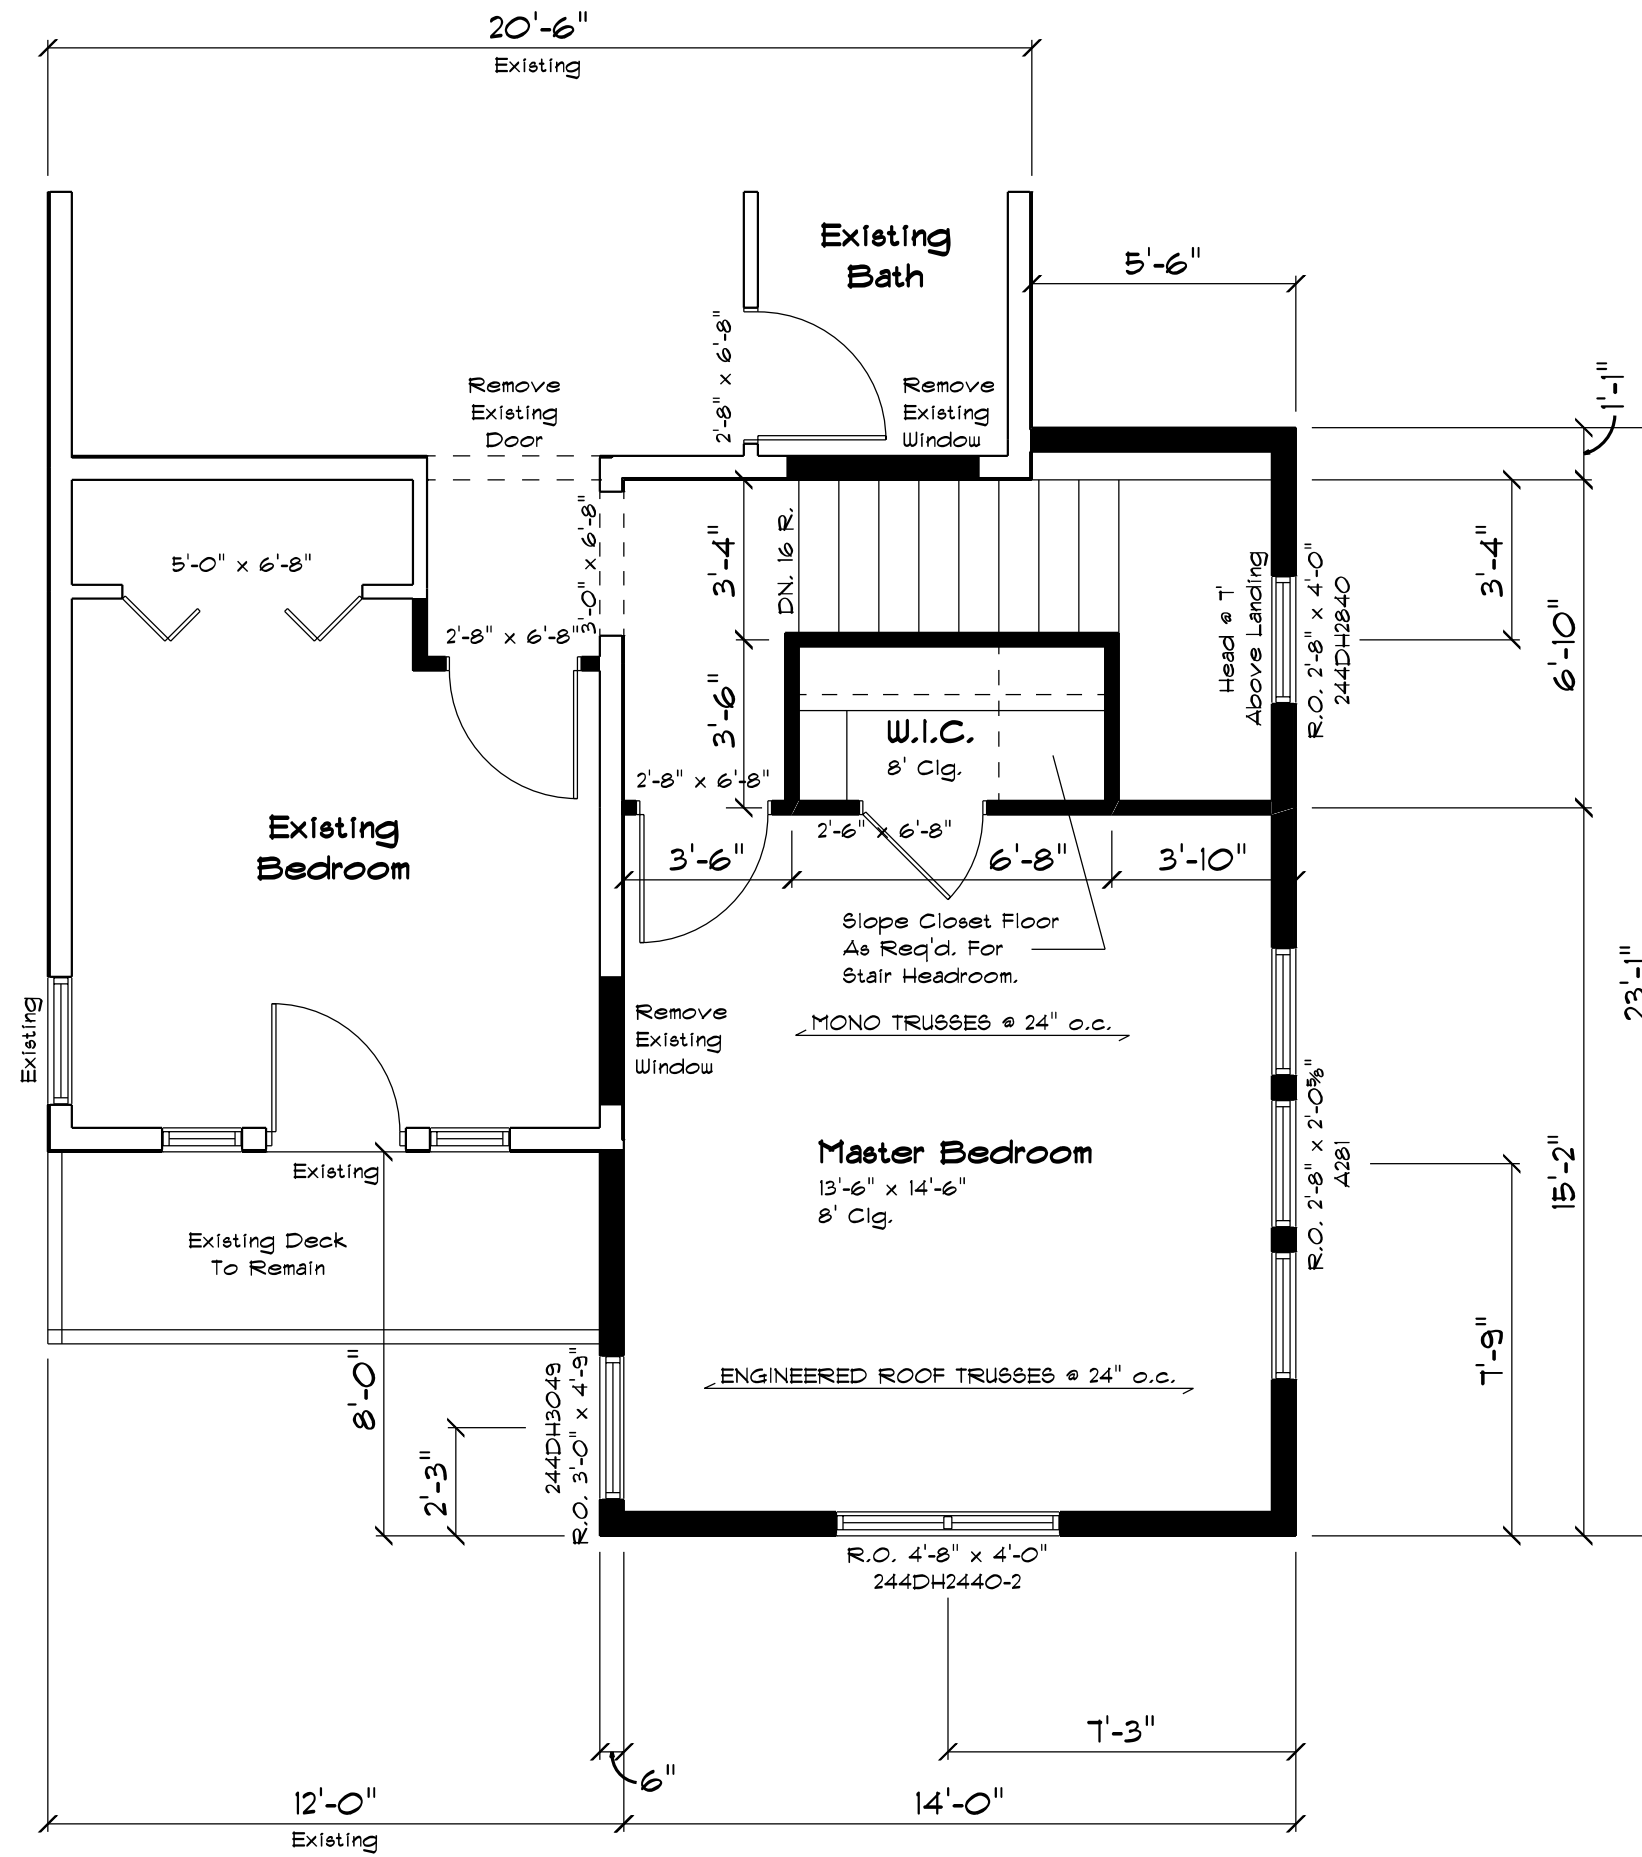 20'-6"
Existing
Existing
Bath
5'-6"
1'-1"
2'-8" x 6'-8"
Remove
Existing
Door
Remove
Existing
Window
5'-0" x 6'-8"
3'-0" x 6'-8"
2'-8" x 6'-8"
3'-4"
DN. 16 R.
3'-6"
Head @ 7'
Above Landing
R.O. 2'-8" x 4'-0"
244DH2840
3'-4"
6'-10"
W.I.C.
8' Clg.
2'-8" x 6'-8"
2'-6" x 6'-8"
3'-6"
6'-8"
3'-10"
Existing
Bedroom
Slope Closet Floor
As Req'd. For
Stair Headroom.
MONO TRUSSES @ 24" o.c.
Existing
Remove
Existing
Window
23'-1"
Master Bedroom
13'-6" x 14'-6"
8' Clg.
R.O. 2'-8" x 2'-0⅝"
A281
15'-2"
Existing
Existing Deck
To Remain
8'-0"
2'-3"
244DH3049
R.O. 3'-0" x 4'-9"
ENGINEERED ROOF TRUSSES @ 24" o.c.
7'-9"
R.O. 4'-8" x 4'-0"
244DH2440-2
7'-3"
6"
12'-0"
Existing
14'-0"